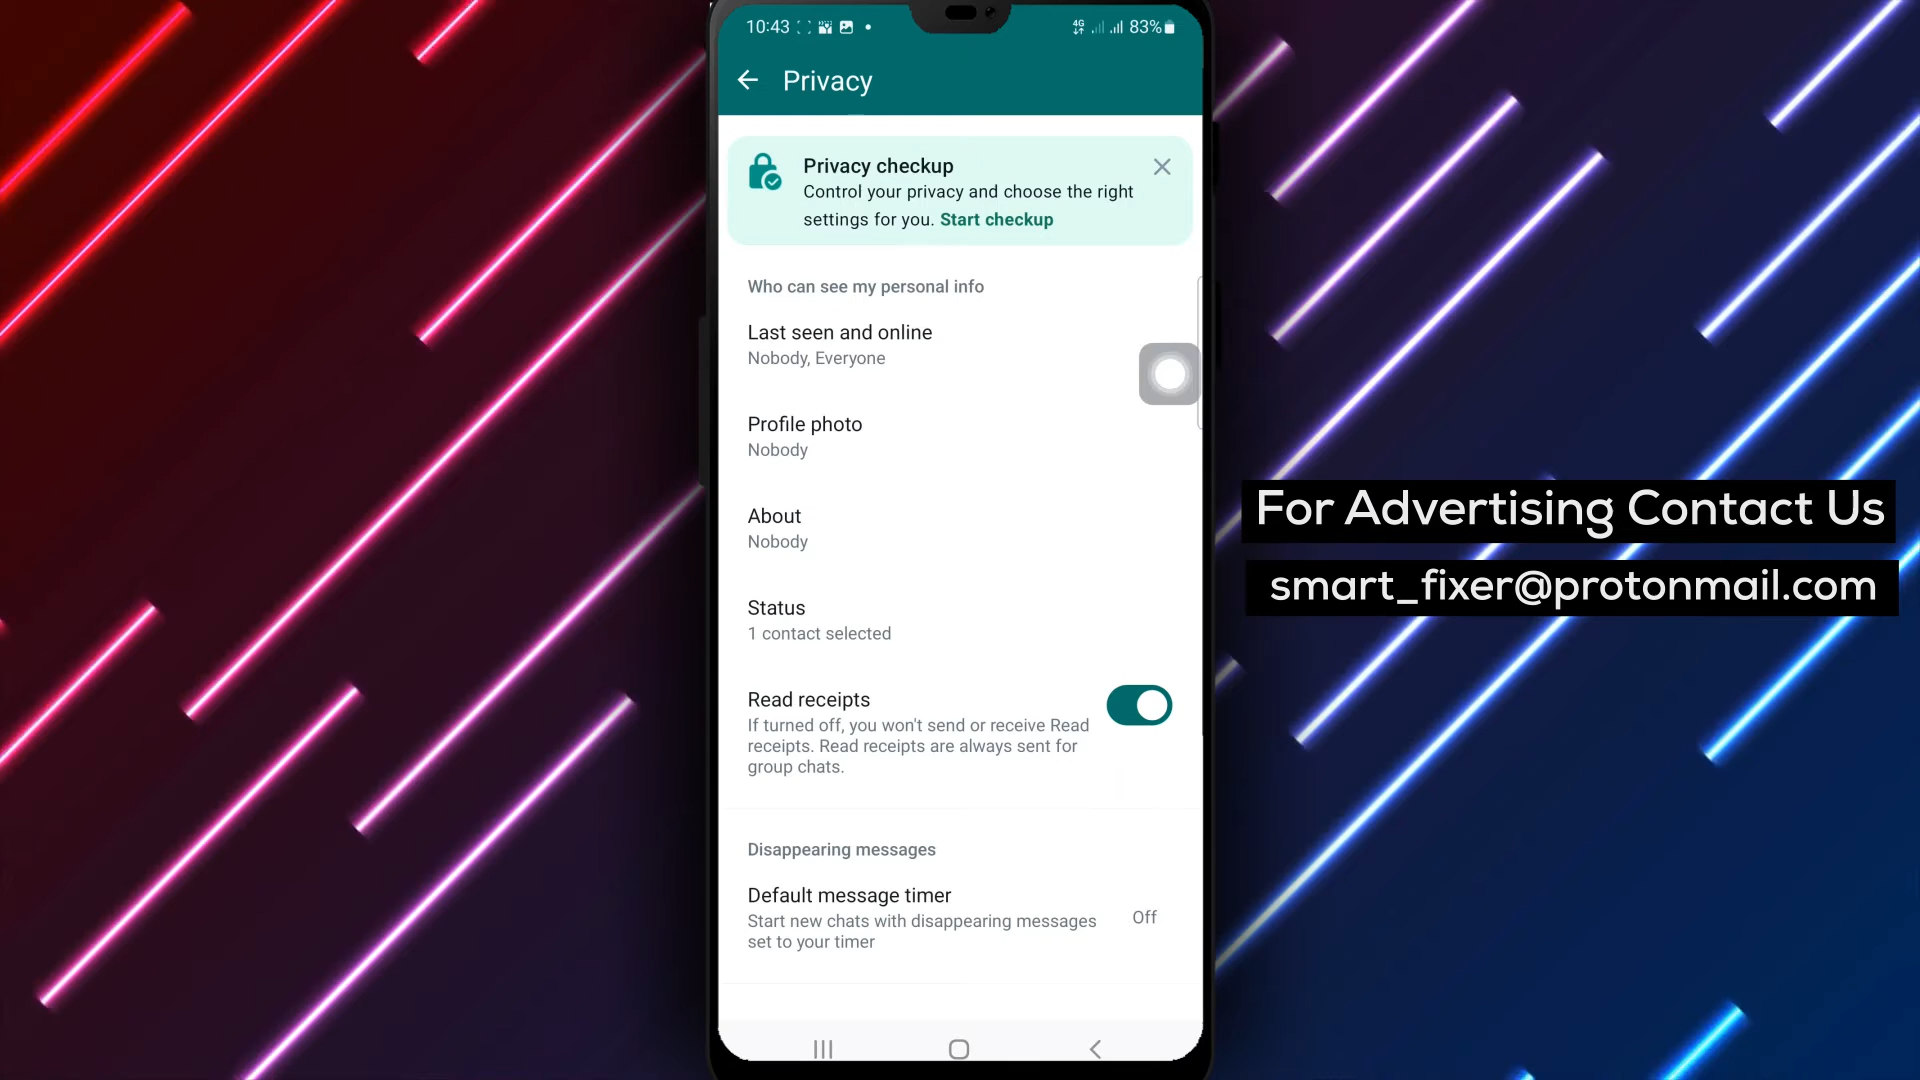 10:43
4G
83%
Privacy
Privacy checkup
Control your privacy and choose the right
settings for you. Start checkup
Who can see my personal info
Last seen and online
Nobody, Everyone
Profile photo
Nobody
About
Nobody
Status
1 contact selected
Read receipts
If turned off, you won't send or receive Read
receipts. Read receipts are always sent for
group chats.
Disappearing messages
Default message timer
Start new chats with disappearing messages
set to your timer
Off
For Advertising Contact Us
smart_fixer@protonmail.com